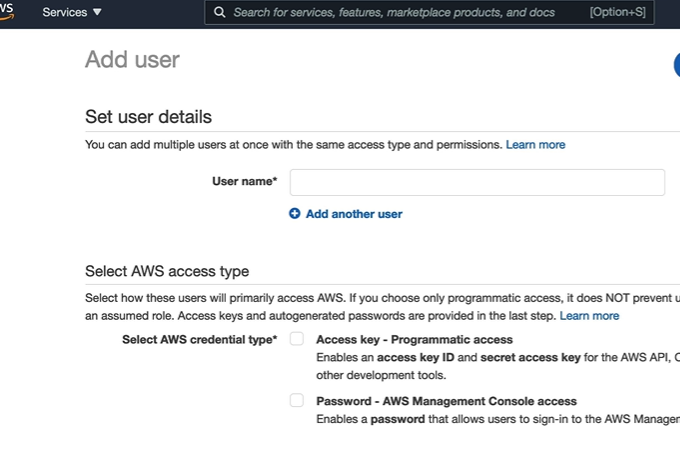 Services ▼ Search for services, features, marketplace products, and docs [Option+S]
Add user
Set user details
You can add multiple users at once with the same access type and permissions. Learn more
User name*
Add another user
Select AWS access type
Select how these users will primarily access AWS. If you choose only programmatic access, it does NOT prevent
an assumed role. Access keys and autogenerated passwords are provided in the last step. Learn more
Select AWS credential type* Access key - Programmatic access
Enables an access key ID and secret access key for the AWS API,
other development tools.
Password - AWS Management Console access
Enables a password that allows users to sign-in to the AWS